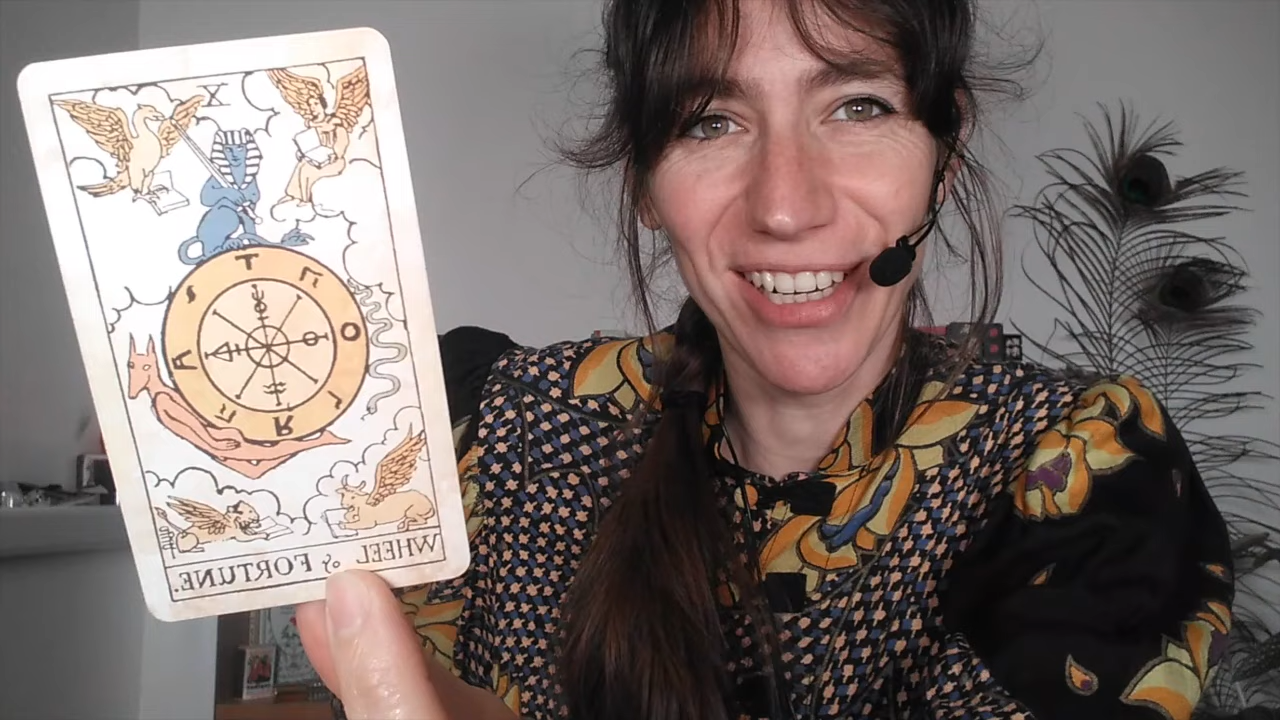 X
T
י ה
A O
ה ו
R
WHEEL of FORTUNE.